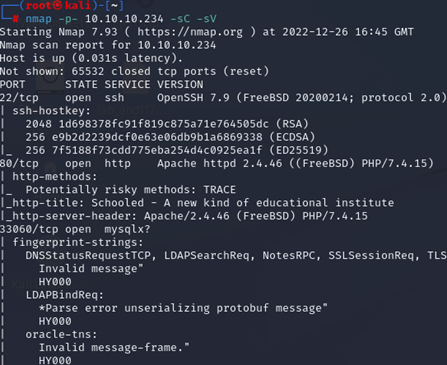 ┌──(root㉿kali)-[~]
└─# nmap -p- 10.10.10.234 -sC -sV
Starting Nmap 7.93 ( https://nmap.org ) at 2022-12-26 16:45 GMT
Nmap scan report for 10.10.10.234
Host is up (0.031s latency).
Not shown: 65532 closed tcp ports (reset)
PORT      STATE SERVICE VERSION
22/tcp    open  ssh     OpenSSH 7.9 (FreeBSD 20200214; protocol 2.0)
| ssh-hostkey:
|   2048 1d698378fc91f819c875a71e764505dc (RSA)
|   256 e9b2d2239dcf0e63e06db9b1a6869338 (ECDSA)
|_  256 7f5188f73cdd775eba254d4c0925ea1f (ED25519)
80/tcp    open  http    Apache httpd 2.4.46 ((FreeBSD) PHP/7.4.15)
| http-methods:
|_  Potentially risky methods: TRACE
|_http-title: Schooled - A new kind of educational institute
|_http-server-header: Apache/2.4.46 (FreeBSD) PHP/7.4.15
33060/tcp open  mysqlx?
| fingerprint-strings:
|   DNSStatusRequestTCP, LDAPSearchReq, NotesRPC, SSLSessionReq, TLS
|     Invalid message"
|     HY000
|   LDAPBindReq:
|     *Parse error unserializing protobuf message"
|     HY000
|   oracle-tns:
|     Invalid message-frame."
|     HY000